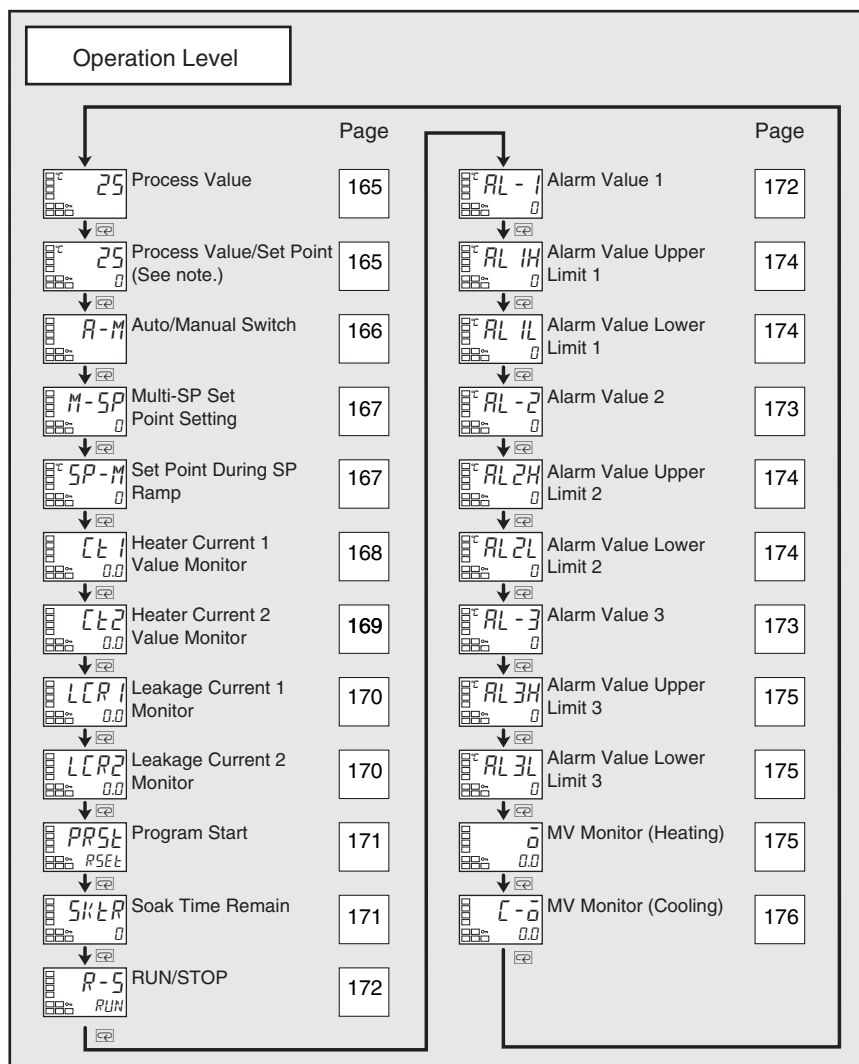 Operation Level
Page
°C 25 Process Value 165
°C 25 Process Value/Set Point 165
0 (See note.)
A-M Auto/Manual Switch 166
M-SP Multi-SP Set 167
0 Point Setting
°C SP-M Set Point During SP 167
0 Ramp
Ct1 Heater Current 1 168
0.0 Value Monitor
Ct2 Heater Current 2 169
0.0 Value Monitor
LCR1 Leakage Current 1 170
0.0 Monitor
LCR2 Leakage Current 2 170
0.0 Monitor
PRSt Program Start 171
RSEt
SKtR Soak Time Remain 171
0
R-S RUN/STOP 172
RUN
Page
°C AL-1 Alarm Value 1 172
0
°C AL1H Alarm Value Upper 174
0 Limit 1
°C AL1L Alarm Value Lower 174
0 Limit 1
°C AL-2 Alarm Value 2 173
0
°C AL2H Alarm Value Upper 174
0 Limit 2
°C AL2L Alarm Value Lower 174
0 Limit 2
°C AL-3 Alarm Value 3 173
0
°C AL3H Alarm Value Upper 175
0 Limit 3
°C AL3L Alarm Value Lower 175
0 Limit 3
o MV Monitor (Heating) 175
0.0
C-o MV Monitor (Cooling) 176
0.0